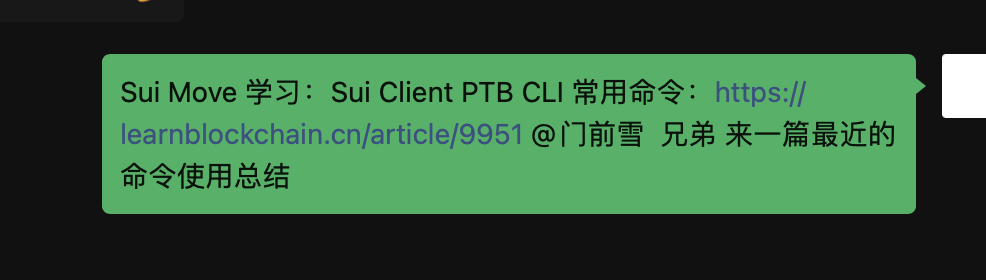 Sui Move 学习：Sui Client PTB CLI 常用命令：https://
learnblockchain.cn/article/9951 @门前雪  兄弟 来一篇最近的
命令使用总结